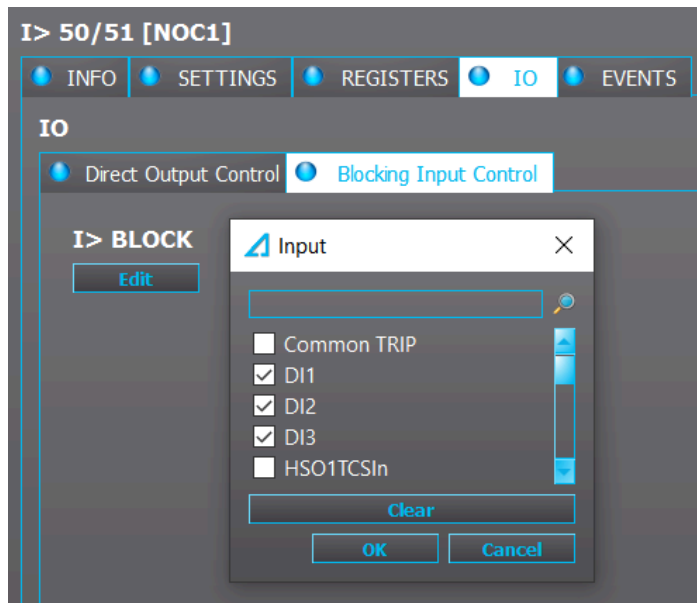 I> 50/51 [NOC1]
INFO SETTINGS REGISTERS IO EVENTS
IO
Direct Output Control Blocking Input Control
I> BLOCK
Edit
Input
Common TRIP
DI1
DI2
DI3
HSO1TCSIn
Clear
OK Cancel